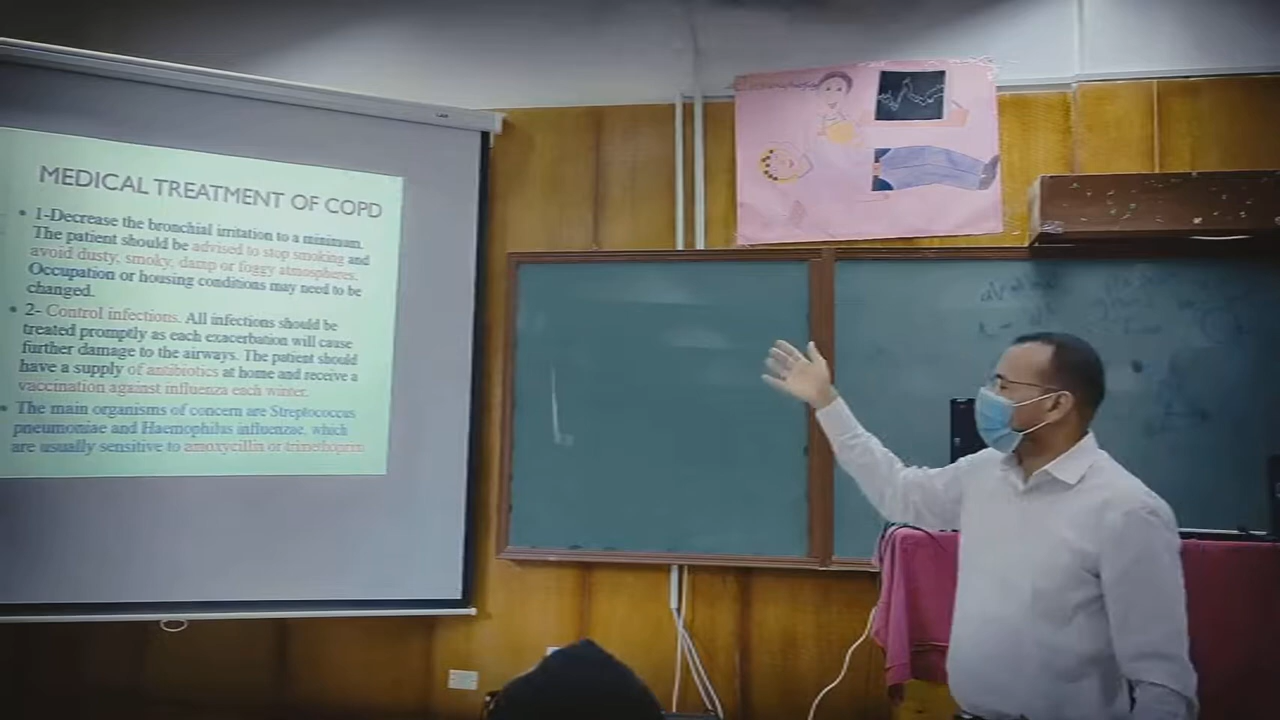 MEDICAL TREATMENT OF COPD
• 1-Decrease the bronchial irritation to a minimum.
The patient should be advised to stop smoking and
avoid dusty, smoky, damp or foggy atmospheres.
Occupation or housing conditions may need to be
changed.
• 2- Control infections. All infections should be
treated promptly as each exacerbation will cause
further damage to the airways. The patient should
have a supply of antibiotics at home and receive a
vaccination against influenza each winter.
• The main organisms of concern are Streptococcus
pneumoniae and Haemophilus influenzae, which
are usually sensitive to amoxycillin or trimethoprim